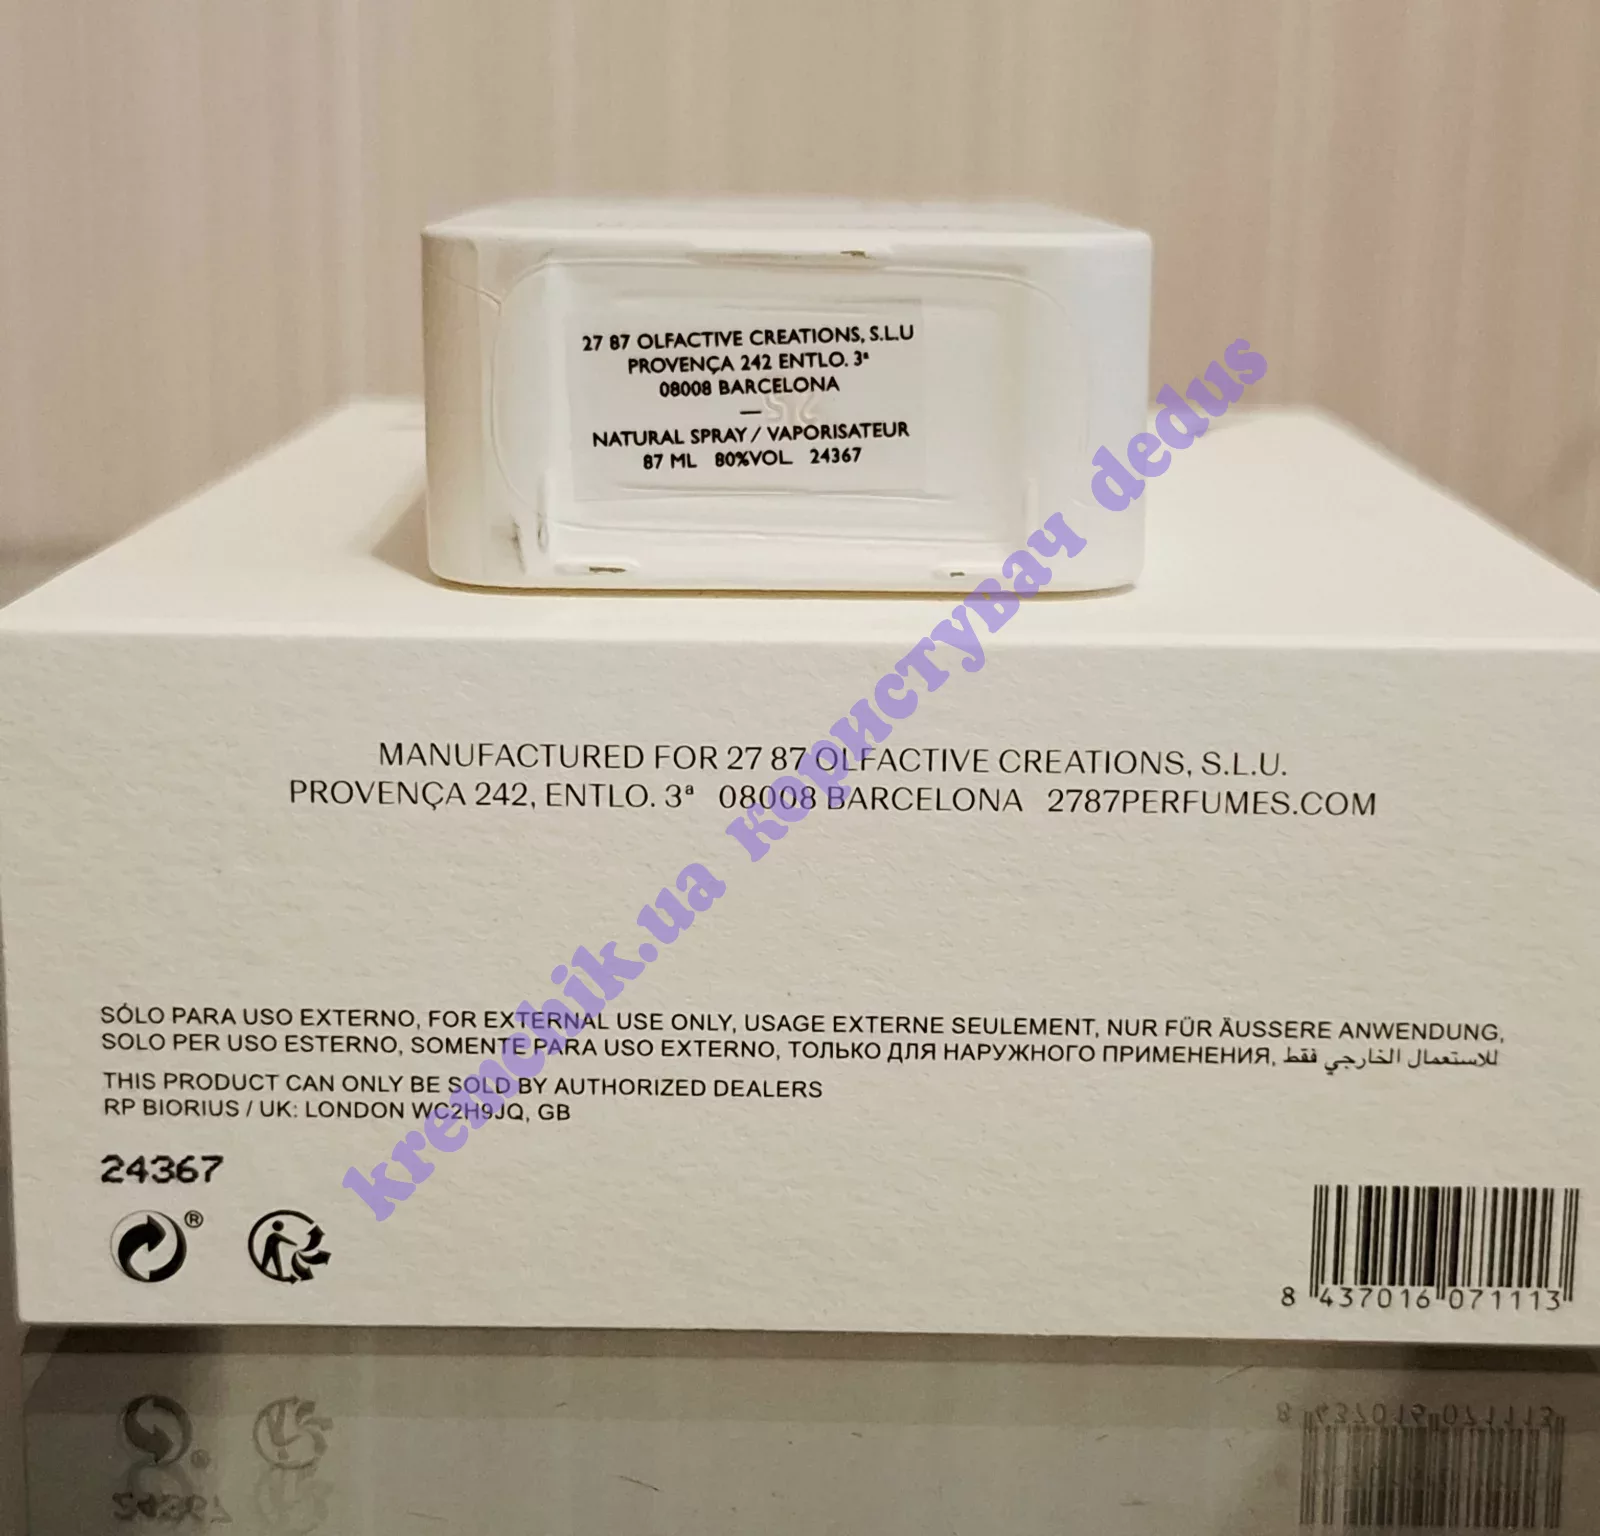 27 87 OLFACTIVE CREATIONS, S.L.U
PROVENÇA 242 ENTLO. 3ª
08008 BARCELONA
—
NATURAL SPRAY / VAPORISATEUR
87 ML 80%VOL 24367
MANUFACTURED FOR 27 87 OLFACTIVE CREATIONS, S.L.U.
PROVENÇA 242, ENTLO. 3ª 08008 BARCELONA 2787PERFUMES.COM
SÓLO PARA USO EXTERNO, FOR EXTERNAL USE ONLY, USAGE EXTERNE SEULEMENT, NUR FÜR ÄUSSERE ANWENDUNG,
SOLO PER USO ESTERNO, SOMENTE PARA USO EXTERNO, ТОЛЬКО ДЛЯ НАРУЖНОГО ПРИМЕНЕНИЯ, للاستعمال الخارجي فقط
THIS PRODUCT CAN ONLY BE SOLD BY AUTHORIZED DEALERS
RP BIORIUS / UK: LONDON WC2H9JQ, GB
24367
®
8 437016 071113
kremchik.ua користувач dedus